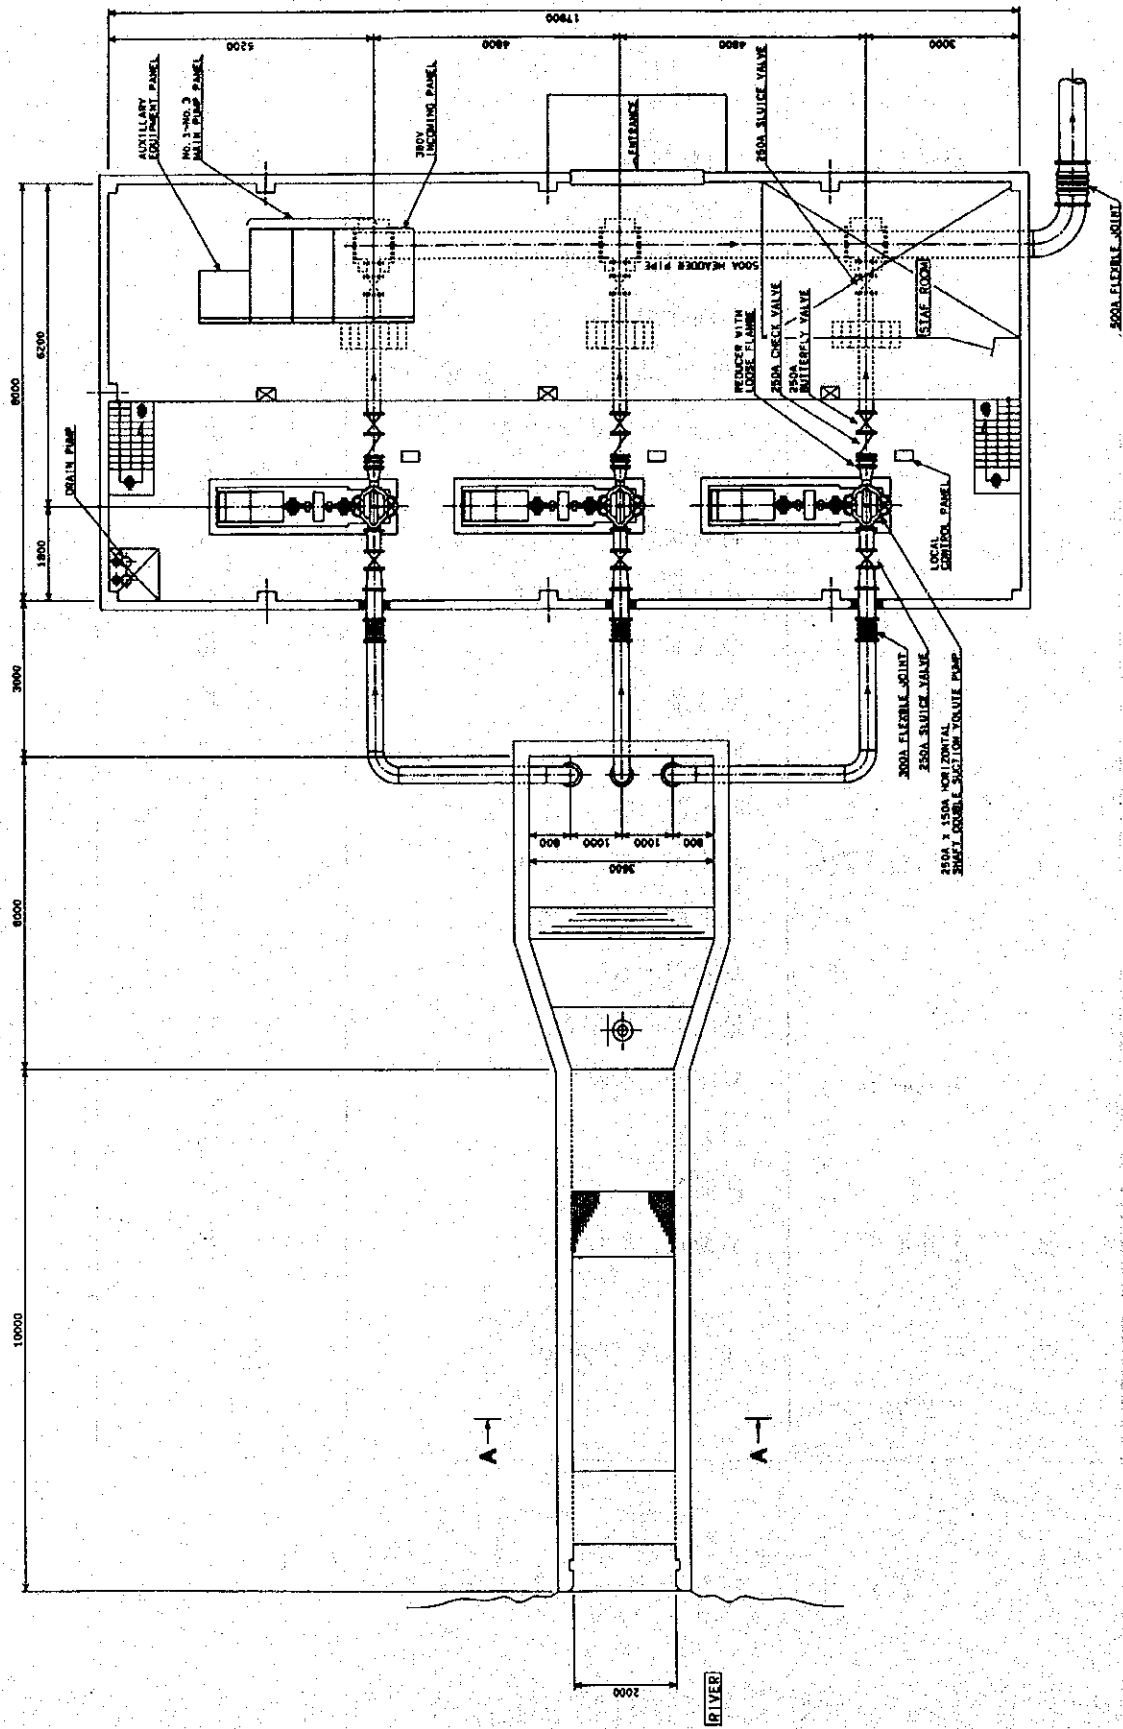 17800
5200
4800
4800
3000
AUXILLARY
EQUIPMENT PANEL
NO.1~NO.3
MAIN PUMP PANEL
380V
INCOMING PANEL
ENTRANCE
250A SLUICE VALVE
500A FLEXIBLE JOINT
8000
6200
1800
500A HEADDER PIPE
STAF ROOM
REDUCER WITH
LOOSE FLANGE
250A CHECK VALVE
250A
BUTTERFLY VALVE
DRAIN PUMP
LOCAL
CONTROL PANEL
3000
300A FLEXIBLE JOINT
250A SLUICE VALVE
250A X 150A HORIZONTAL
SHAFT DOUBLE SUCTION VOLUTE PUMP
6000
800
1000
1000
800
3600
10000
A
A
2000
RIVER